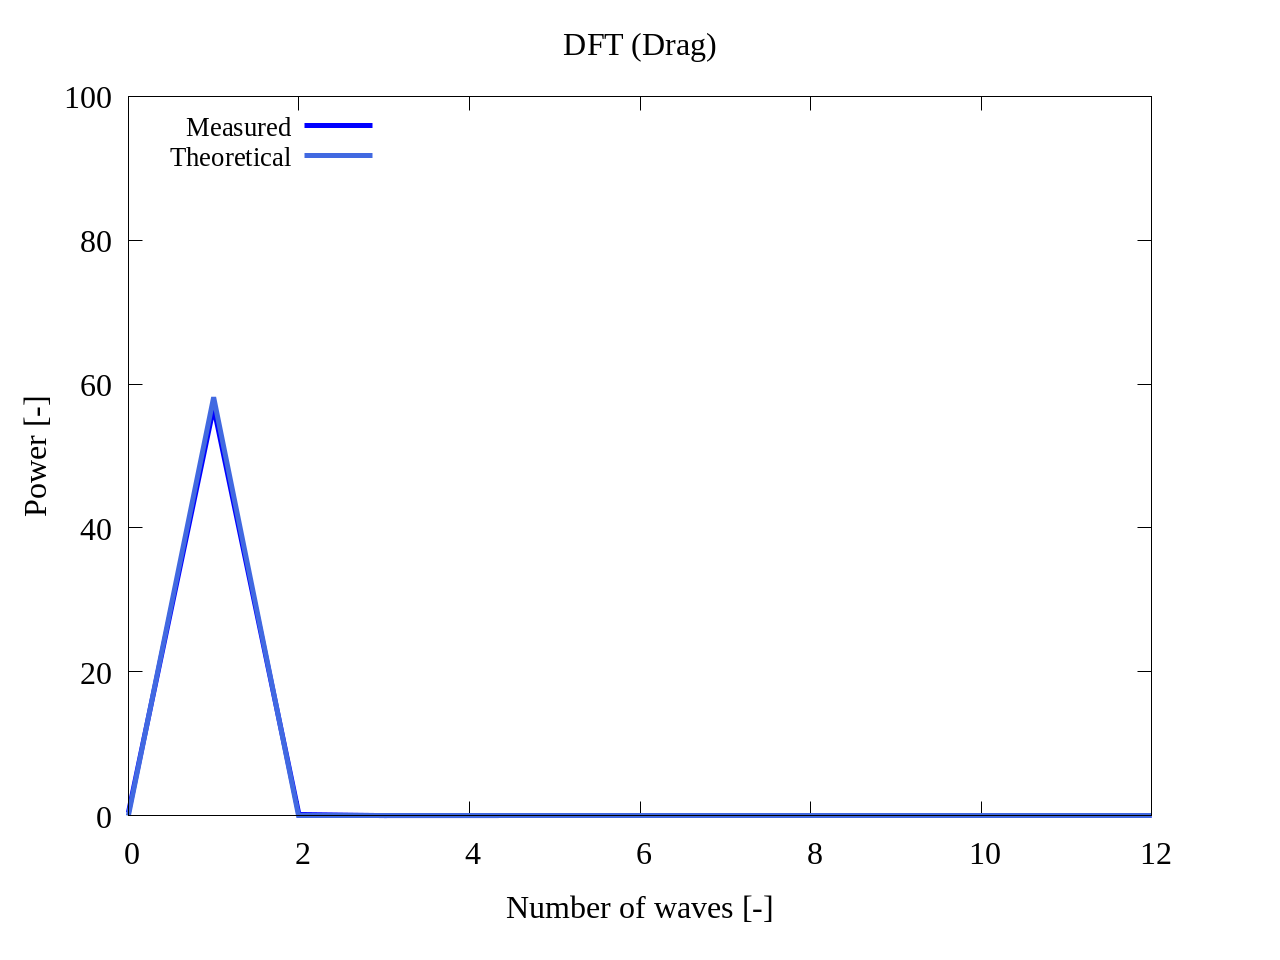 DFT (Drag)
100
Measured
Theoretical
80
60
40
20
0
Power [-]
0 2 4 6 8 10 12
Number of waves [-]